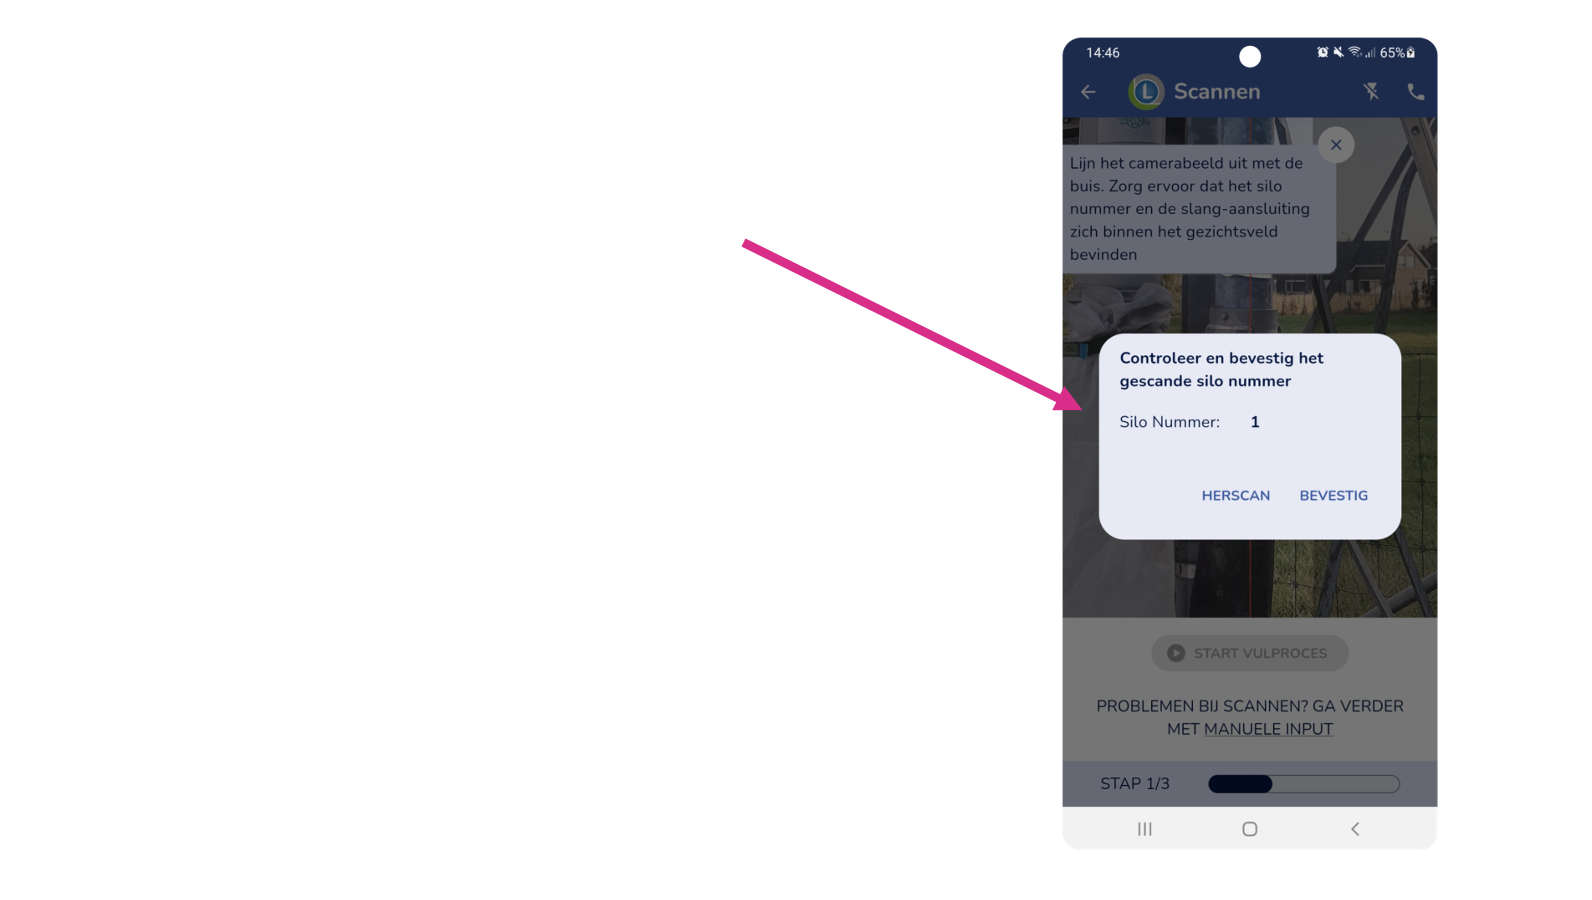 14:46
65%
Scannen
Lijn het camerabeeld uit met de
buis. Zorg ervoor dat het silo
nummer en de slang-aansluiting
zich binnen het gezichtsveld
bevinden
Controleer en bevestig het
gescande silo nummer
Silo Nummer: 1
HERSCAN BEVESTIG
START VULPROCES
PROBLEMEN BIJ SCANNEN? GA VERDER
MET MANUELE INPUT
STAP 1/3